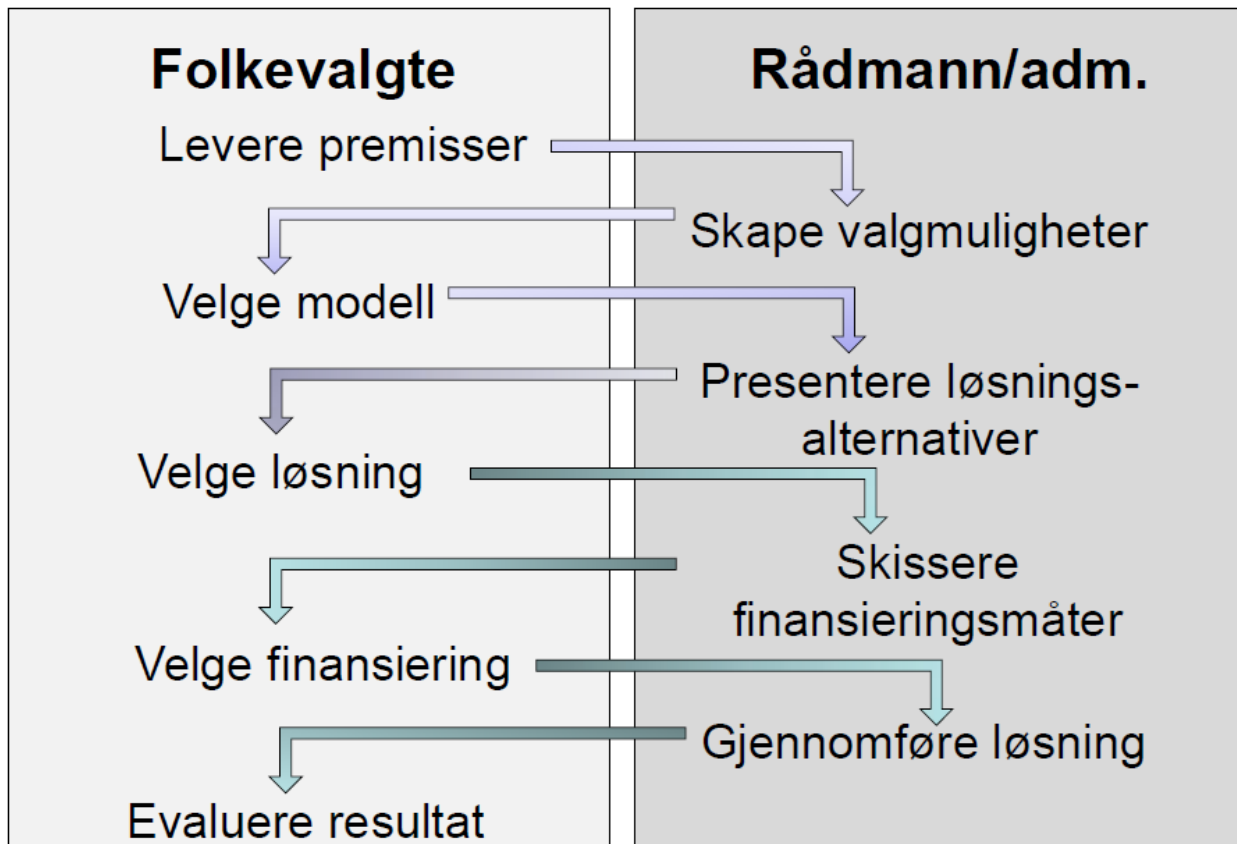 Folkevalgte
Rådmann/adm.
Levere premisser
Skape valgmuligheter
Velge modell
Presentere løsnings-
alternativer
Velge løsning
Skissere
finansieringsmåter
Velge finansiering
Gjennomføre løsning
Evaluere resultat